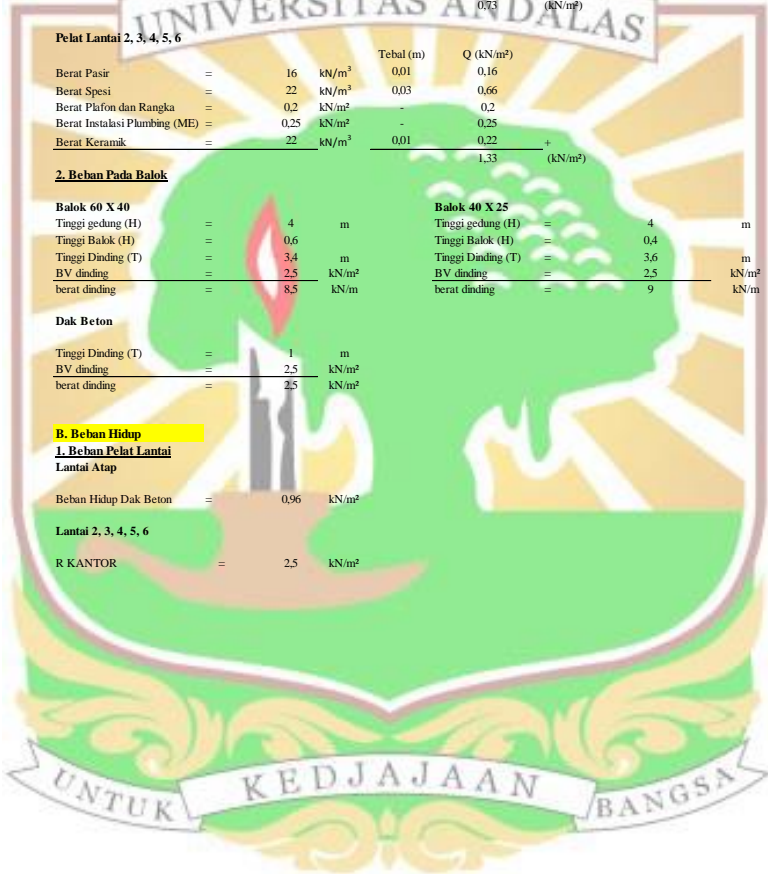 UNIVERSITAS ANDALAS
0,73 (kN/m²)
Pelat Lantai 2, 3, 4, 5, 6
Tebal (m) Q (kN/m²)
Berat Pasir = 16 kN/m³ 0,01 0,16
Berat Spesi = 22 kN/m³ 0,03 0,66
Berat Plafon dan Rangka = 0,2 kN/m² - 0,2
Berat Instalasi Plumbing (ME) = 0,25 kN/m² - 0,25
Berat Keramik = 22 kN/m³ 0,01 0,22 +
1,33 (kN/m²)
2. Beban Pada Balok
Balok 60 X 40
Tinggi gedung (H) = 4 m
Tinggi Balok (H) = 0,6
Tinggi Dinding (T) = 3,4 m
BV dinding = 2,5 kN/m²
berat dinding = 8,5 kN/m
Balok 40 X 25
Tinggi gedung (H) = 4 m
Tinggi Balok (H) = 0,4
Tinggi Dinding (T) = 3,6 m
BV dinding = 2,5 kN/m²
berat dinding = 9 kN/m
Dak Beton
Tinggi Dinding (T) = 1 m
BV dinding = 2,5 kN/m²
berat dinding = 2,5 kN/m²
B. Beban Hidup
1. Beban Pelat Lantai
Lantai Atap
Beban Hidup Dak Beton = 0,96 kN/m²
Lantai 2, 3, 4, 5, 6
R KANTOR = 2,5 kN/m²
UNTUK KEDJAJAAN BANGSA